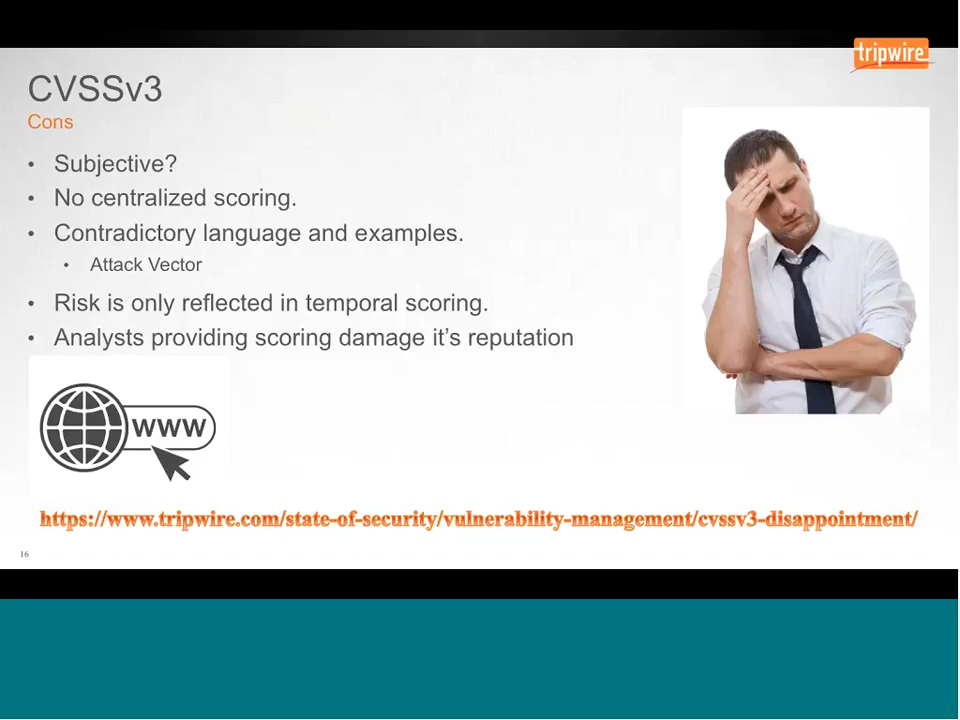 tripwire
CVSSv3
Cons
• Subjective?
• No centralized scoring.
• Contradictory language and examples.
• Attack Vector
• Risk is only reflected in temporal scoring.
• Analysts providing scoring damage it's reputation
www
https://www.tripwire.com/state-of-security/vulnerability-management/cvssv3-disappointment/
16